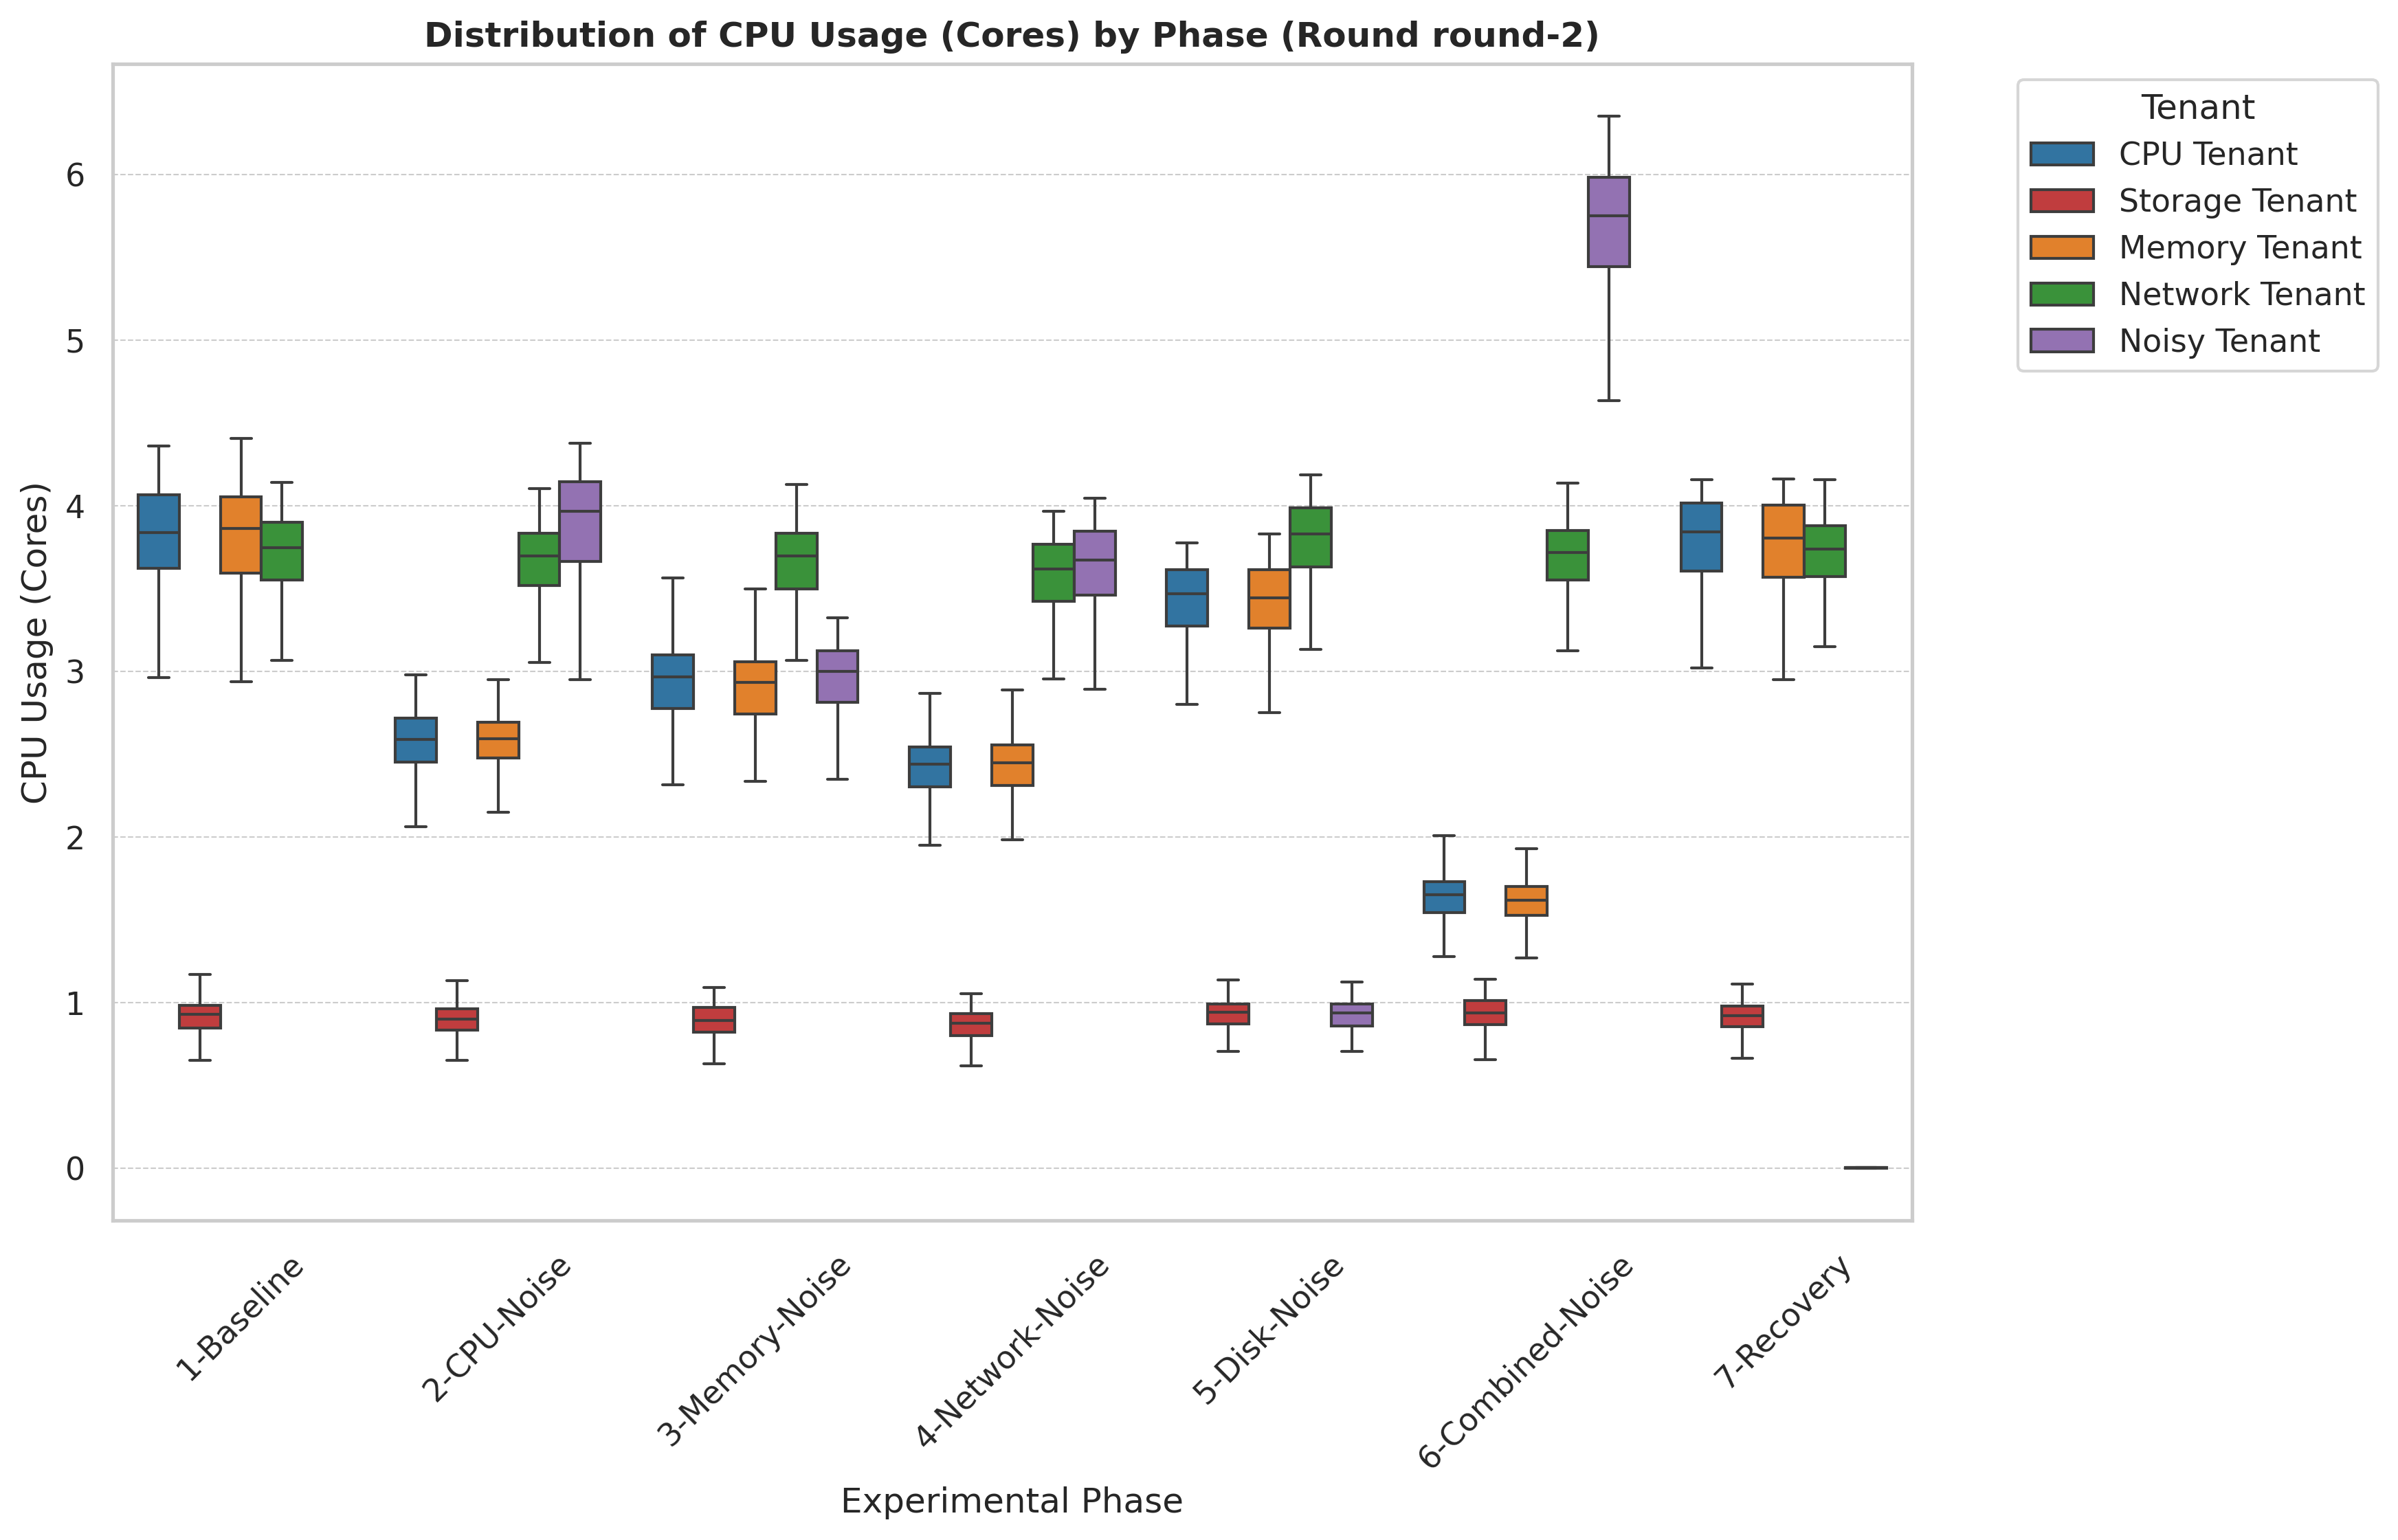 Distribution of CPU Usage (Cores) by Phase (Round round-2)
CPU Usage (Cores)
6
5
4
3
2
1
0
1-Baseline
2-CPU-Noise
3-Memory-Noise
4-Network-Noise
5-Disk-Noise
6-Combined-Noise
7-Recovery
Experimental Phase
Tenant
CPU Tenant
Storage Tenant
Memory Tenant
Network Tenant
Noisy Tenant